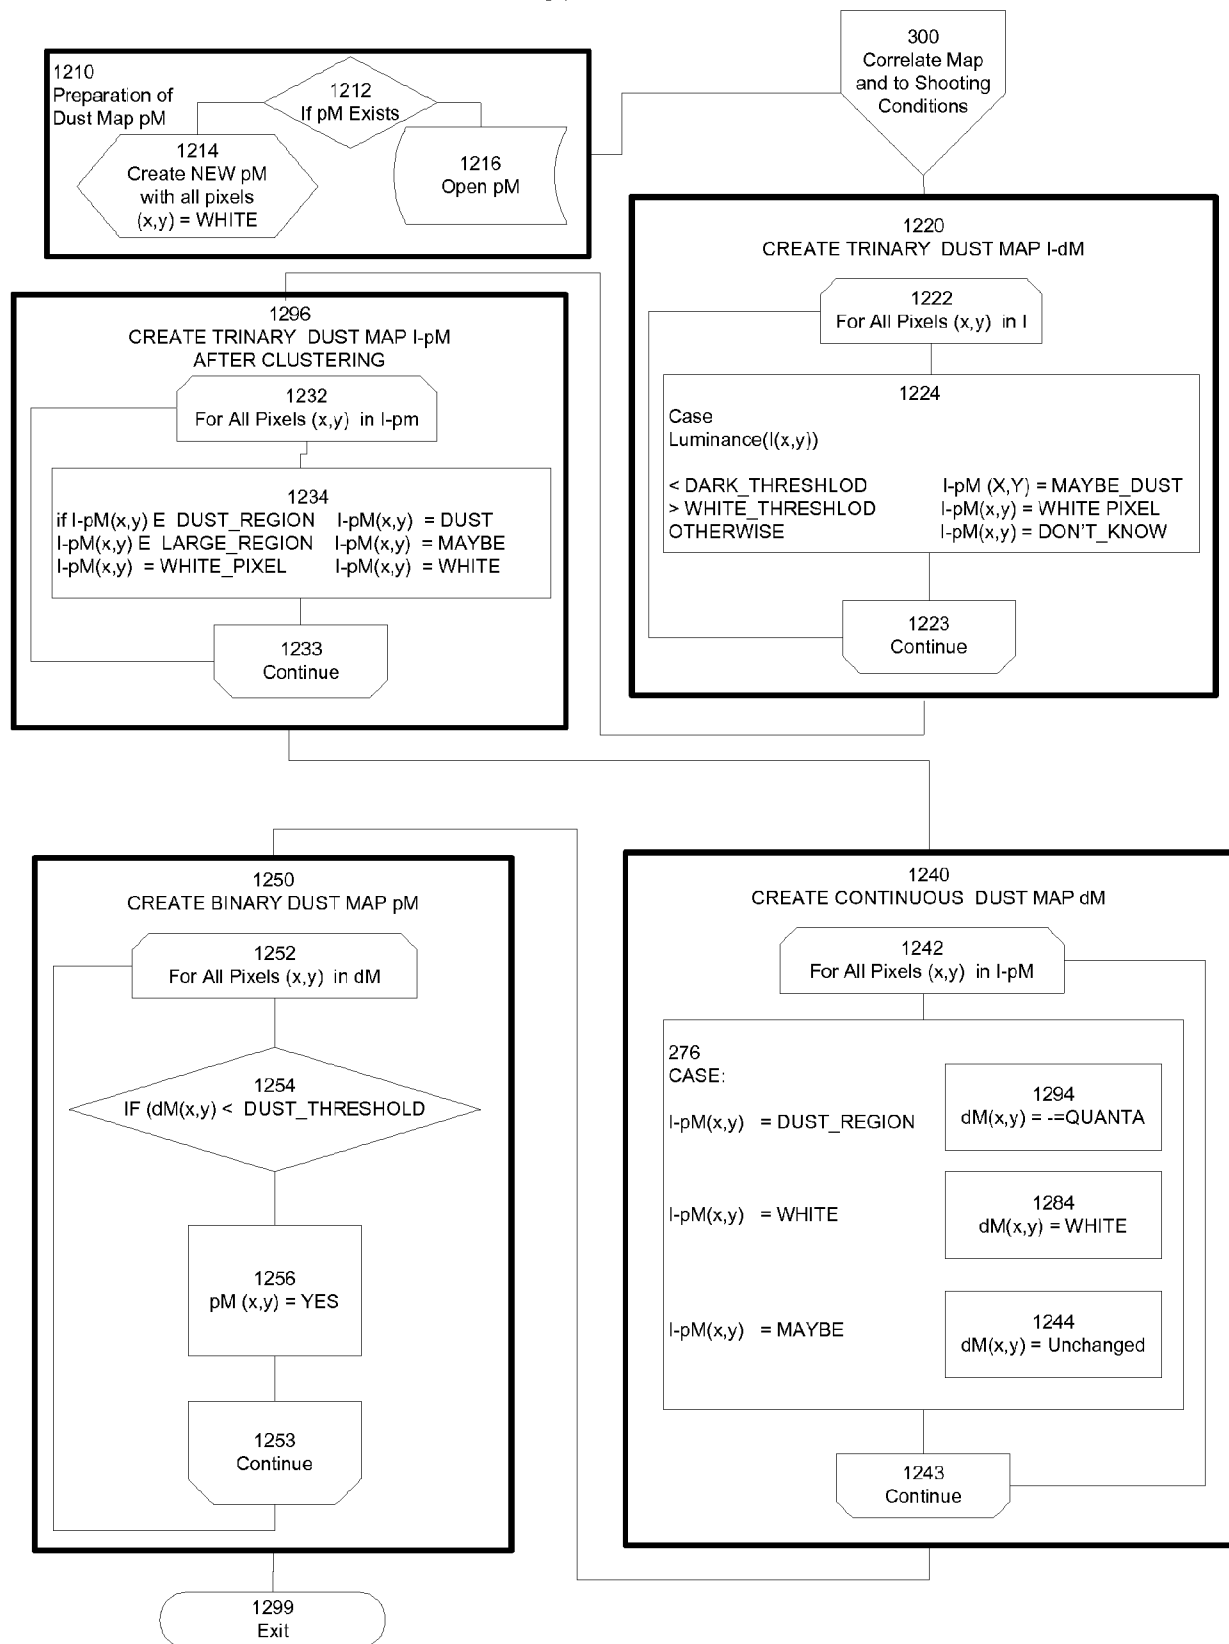 1210
Preparation of
Dust Map pM
1212
If pM Exists
1214
Create NEW pM
with all pixels
(x,y) = WHITE
1216
Open pM
300
Correlate Map
and to Shooting
Conditions
1220
CREATE TRINARY DUST MAP I-dM
1222
For All Pixels (x,y) in I
1224
Case
Luminance(I(x,y))
< DARK_THRESHLOD I-pM (X,Y) = MAYBE_DUST
> WHITE_THRESHLOD I-pM(x,y) = WHITE PIXEL
OTHERWISE I-pM(x,y) = DON'T_KNOW
1223
Continue
1296
CREATE TRINARY DUST MAP I-pM
AFTER CLUSTERING
1232
For All Pixels (x,y) in I-pm
1234
if I-pM(x,y) E DUST_REGION I-pM(x,y) = DUST
I-pM(x,y) E LARGE_REGION I-pM(x,y) = MAYBE
I-pM(x,y) = WHITE_PIXEL I-pM(x,y) = WHITE
1233
Continue
1240
CREATE CONTINUOUS DUST MAP dM
1242
For All Pixels (x,y) in I-pM
276
CASE:
I-pM(x,y) = DUST_REGION
1294
dM(x,y) = -=QUANTA
I-pM(x,y) = WHITE
1284
dM(x,y) = WHITE
I-pM(x,y) = MAYBE
1244
dM(x,y) = Unchanged
1243
Continue
1250
CREATE BINARY DUST MAP pM
1252
For All Pixels (x,y) in dM
1254
IF (dM(x,y) < DUST_THRESHOLD
1256
pM (x,y) = YES
1253
Continue
1299
Exit